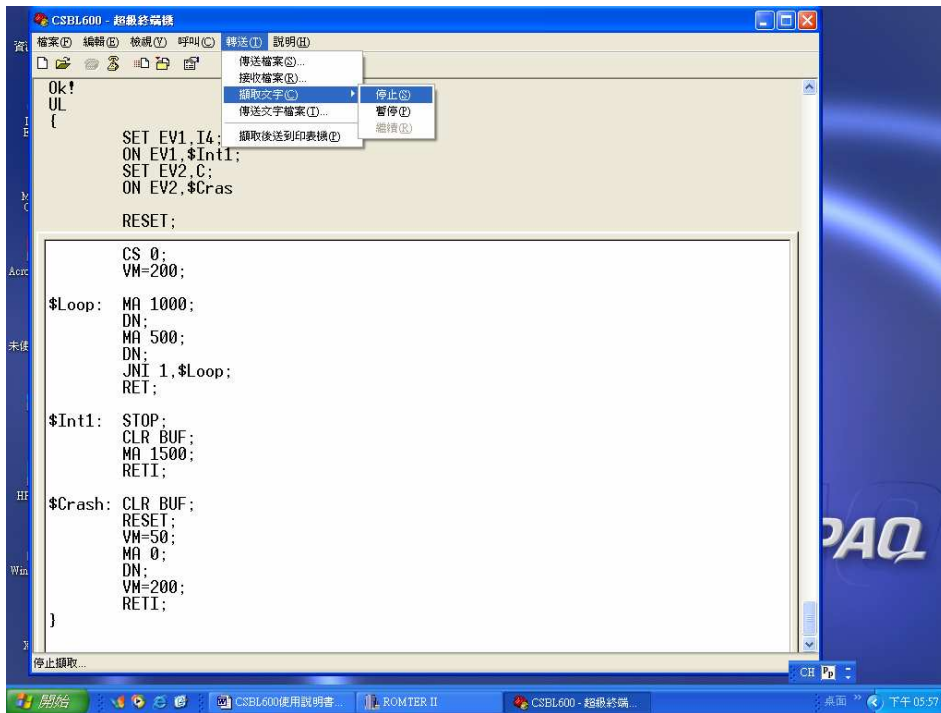 CSBL600 - 超級終端機
檔案(F) 編輯(E) 檢視(V) 呼叫(C) 轉送(T) 說明(H)
傳送檔案(S)...
接收檔案(R)...
擷取文字(C)
傳送文字檔案(T)...
擷取後送到印表機(P)
停止(S)
暫停(P)
繼續(R)
Ok!
UL
{
SET EV1,I4;
ON EV1,$Int1;
SET EV2,C;
ON EV2,$Cras
RESET;
CS 0;
VM=200;
$Loop: MA 1000;
DN;
MA 500;
DN;
JNI 1,$Loop;
RET;
$Int1: STOP;
CLR BUF;
MA 1500;
RETI;
$Crash: CLR BUF;
RESET;
VM=50;
MA 0;
DN;
VM=200;
RETI;
}
停止擷取...
Acro
未使
HP
Win
PAQ
CH
開始
CSBL600使用說明書...
ROMTER II
CSBL600 - 超級終端...
桌面 »
下午 05:57